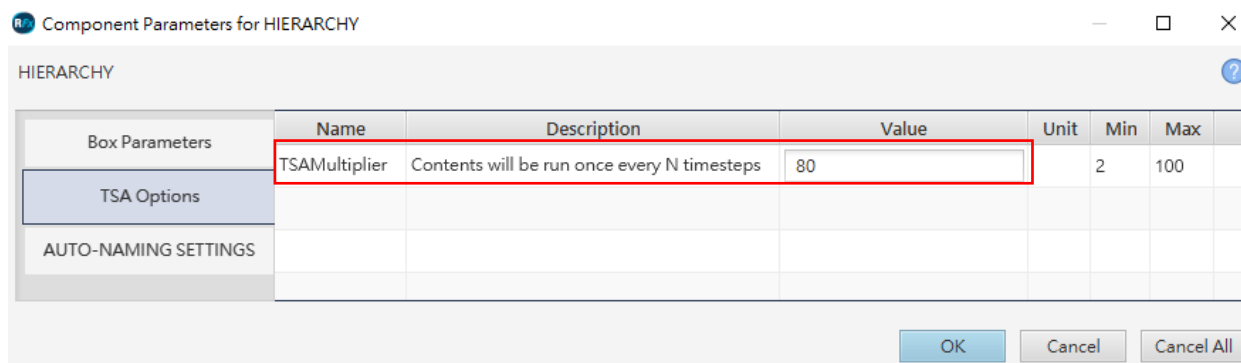 RFx Component Parameters for HIERARCHY
HIERARCHY
?
Box Parameters
TSA Options
AUTO-NAMING SETTINGS
Name Description Value Unit Min Max
TSAMultiplier Contents will be run once every N timesteps 80 2 100
OK Cancel Cancel All